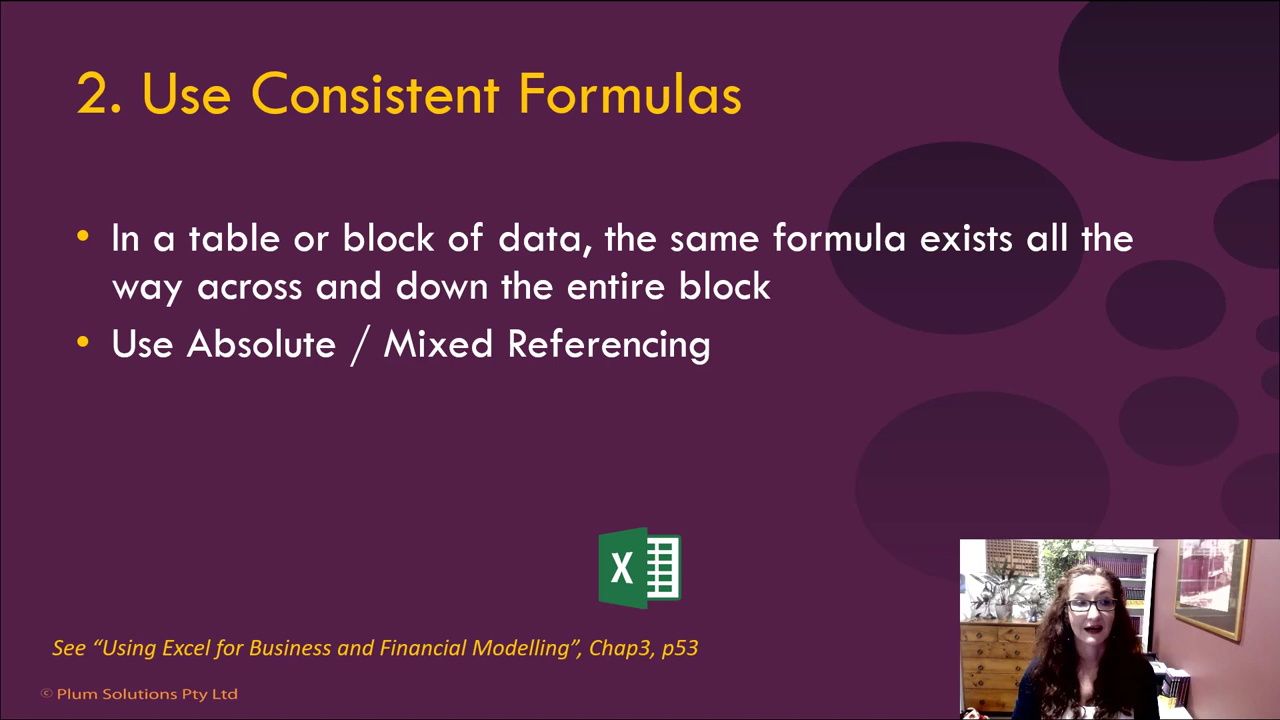 2. Use Consistent Formulas
• In a table or block of data, the same formula exists all the
way across and down the entire block
• Use Absolute / Mixed Referencing
X
See “Using Excel for Business and Financial Modelling”, Chap3, p53
© Plum Solutions Pty Ltd